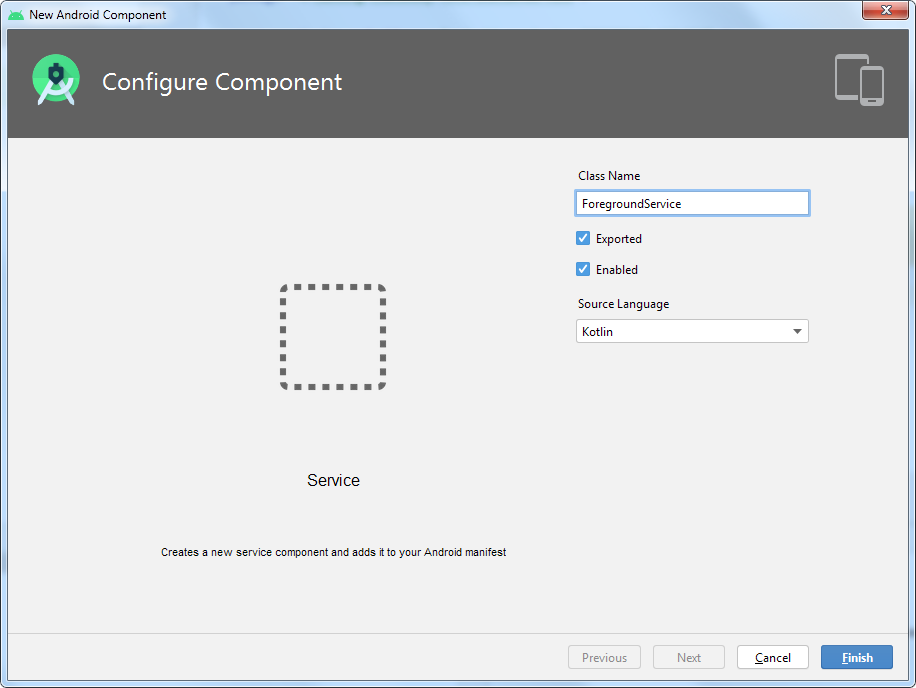 New Android Component
Configure Component
Class Name
ForegroundService
Exported
Enabled
Source Language
Kotlin
Service
Creates a new service component and adds it to your Android manifest
Previous
Next
Cancel
Finish